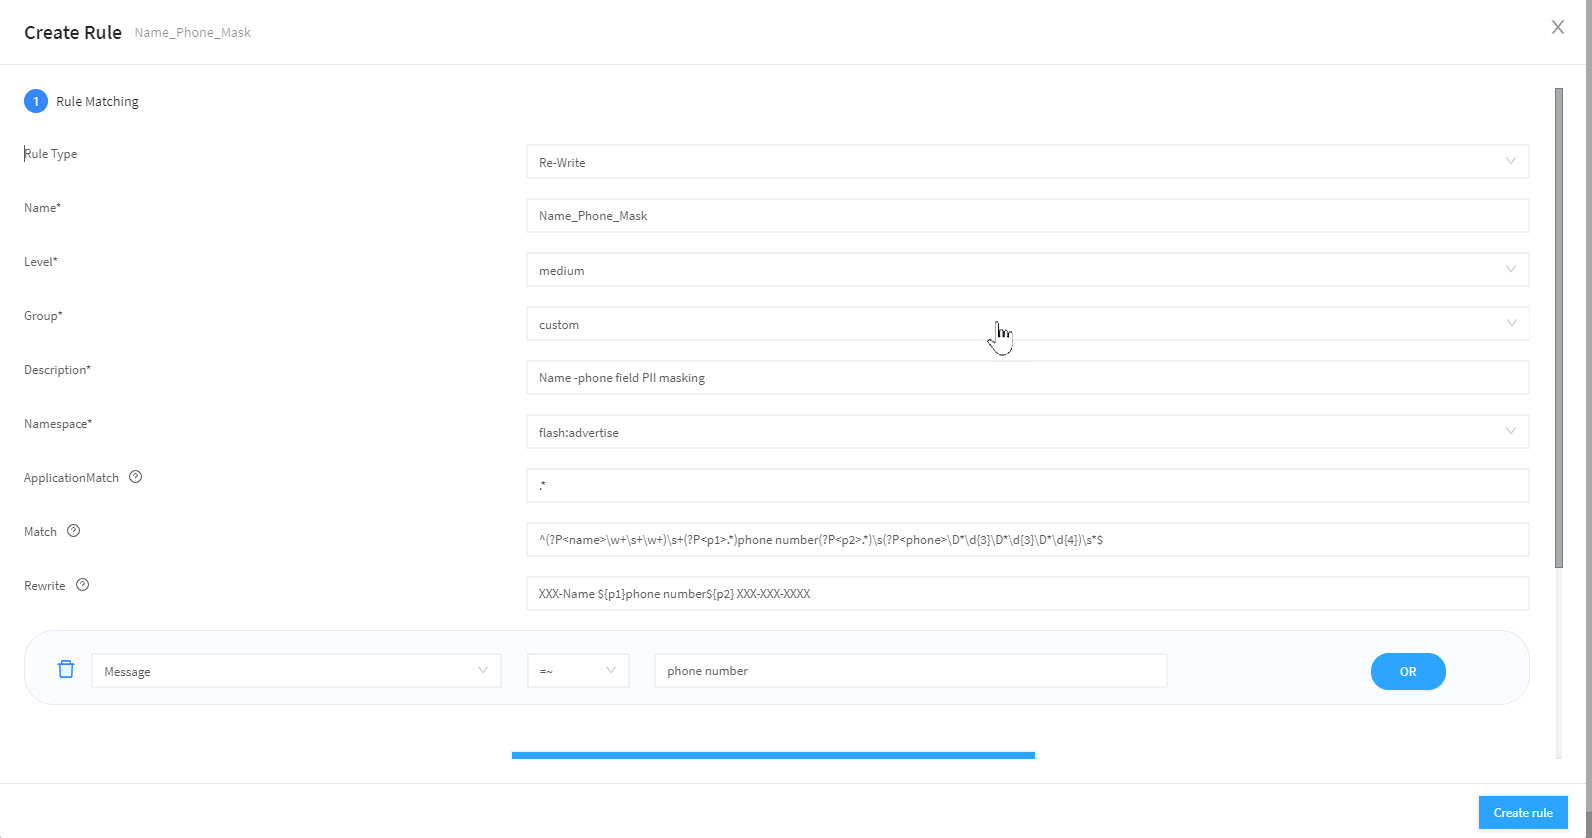 Create Rule Name_Phone_Mask
1 Rule Matching
Rule Type
Re-Write
Name*
Name_Phone_Mask
Level*
medium
Group*
custom
Description*
Name -phone field PII masking
Namespace*
flash:advertise
ApplicationMatch ?
.*
Match ?
^(?P<name>\w+\s+\w+)\s+(?P<p1>.*)phone number(?P<p2>.*)\s(?P<phone>\D*\d{3}\D*\d{3}\D*\d{4})\s*$
Rewrite ?
XXX-Name ${p1}phone number${p2} XXX-XXX-XXXX
Message =~ phone number OR
Create rule